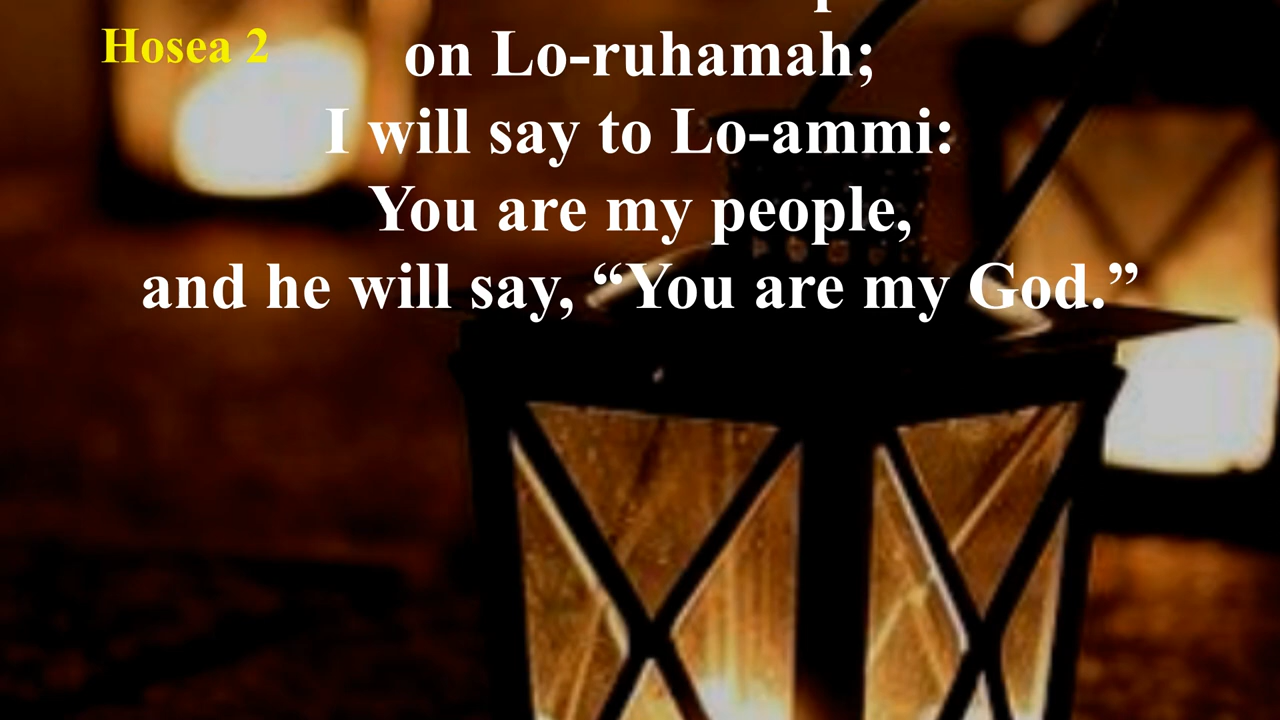 Hosea 2
on Lo-ruhamah;
I will say to Lo-ammi:
You are my people,
and he will say, “You are my God.”